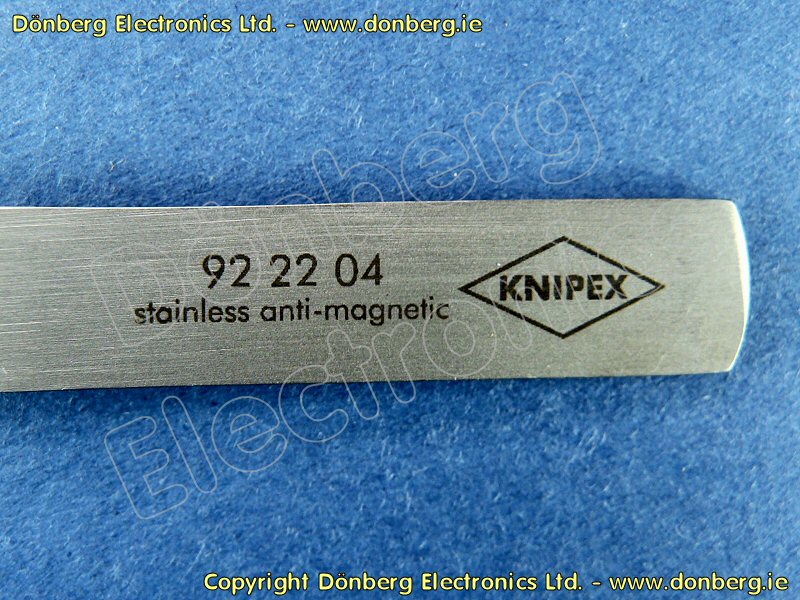 Dönberg Electronics Ltd. - www.donberg.ie
Dönberg
Electronics
92 22 04
stainless anti-magnetic
KNIPEX
Copyright Dönberg Electronics Ltd. - www.donberg.ie